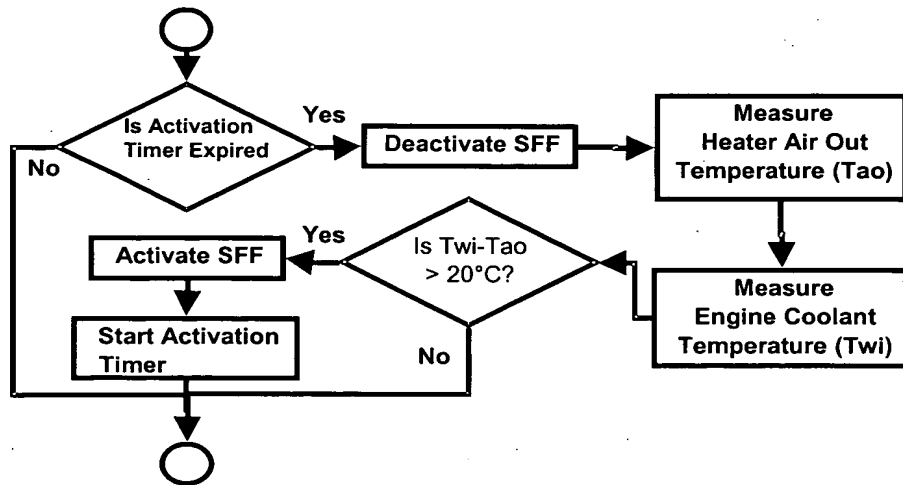 Is Activation
Timer Expired
Yes
No
Deactivate SFF
Measure
Heater Air Out
Temperature (Tao)
Measure
Engine Coolant
Temperature (Twi)
Is Twi-Tao
> 20°C?
Yes
No
Activate SFF
Start Activation
Timer